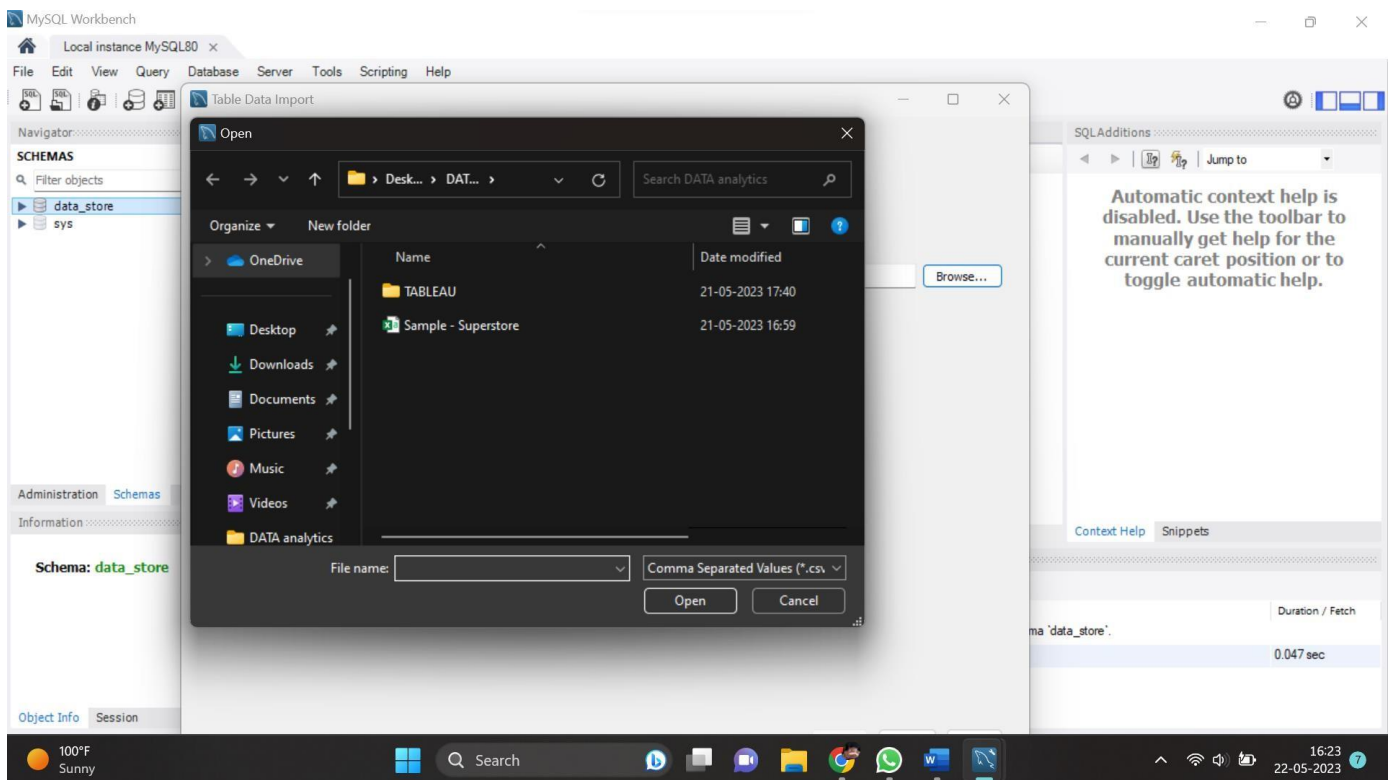 MySQL Workbench
Local instance MySQL80
File Edit View Query Database Server Tools Scripting Help
Table Data Import
Navigator
SCHEMAS
Filter objects
data_store
sys
Open
Desk... DAT...
Search DATA analytics
Organize New folder
OneDrive
Desktop
Downloads
Documents
Pictures
Music
Videos
DATA analytics
Name Date modified
TABLEAU 21-05-2023 17:40
Sample - Superstore 21-05-2023 16:59
File name: Comma Separated Values (*.csv
Open Cancel
Browse...
SQLAdditions
Jump to
Automatic context help is
disabled. Use the toolbar to
manually get help for the
current caret position or to
toggle automatic help.
Context Help Snippets
Administration Schemas
Information
Schema: data_store
Duration / Fetch
ma `data_store`.
0.047 sec
Object Info Session
100°F
Sunny
Search
16:23
22-05-2023
7